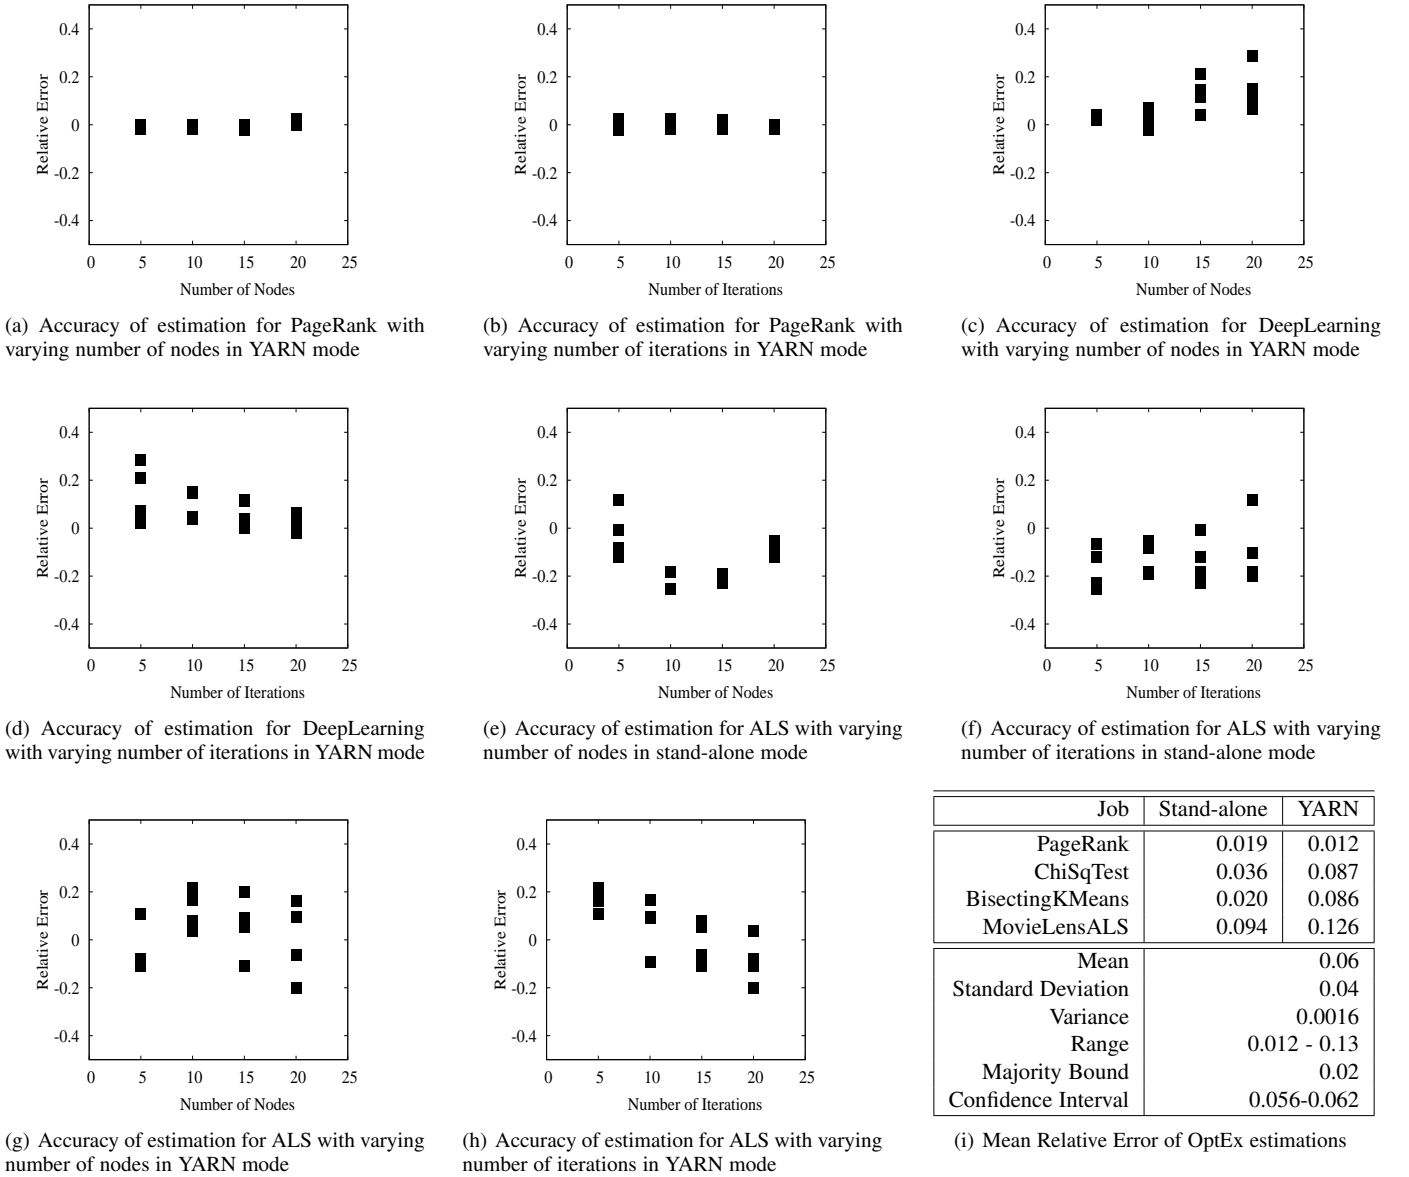 0.4
0.2
0
-0.2
-0.4
Relative Error
0 5 10 15 20 25
Number of Nodes
(a) Accuracy of estimation for PageRank with
varying number of nodes in YARN mode
0.4
0.2
0
-0.2
-0.4
Relative Error
0 5 10 15 20 25
Number of Iterations
(b) Accuracy of estimation for PageRank with
varying number of iterations in YARN mode
0.4
0.2
0
-0.2
-0.4
Relative Error
0 5 10 15 20 25
Number of Nodes
(c) Accuracy of estimation for DeepLearning
with varying number of nodes in YARN mode
0.4
0.2
0
-0.2
-0.4
Relative Error
0 5 10 15 20 25
Number of Iterations
(d) Accuracy of estimation for DeepLearning
with varying number of iterations in YARN mode
0.4
0.2
0
-0.2
-0.4
Relative Error
0 5 10 15 20 25
Number of Nodes
(e) Accuracy of estimation for ALS with varying
number of nodes in stand-alone mode
0.4
0.2
0
-0.2
-0.4
Relative Error
0 5 10 15 20 25
Number of Iterations
(f) Accuracy of estimation for ALS with varying
number of iterations in stand-alone mode
0.4
0.2
0
-0.2
-0.4
Relative Error
0 5 10 15 20 25
Number of Nodes
(g) Accuracy of estimation for ALS with varying
number of nodes in YARN mode
0.4
0.2
0
-0.2
-0.4
Relative Error
0 5 10 15 20 25
Number of Iterations
(h) Accuracy of estimation for ALS with varying
number of iterations in YARN mode
Job Stand-alone YARN
PageRank 0.019 0.012
ChiSqTest 0.036 0.087
BisectingKMeans 0.020 0.086
MovieLensALS 0.094 0.126
Mean 0.06
Standard Deviation 0.04
Variance 0.0016
Range 0.012 - 0.13
Majority Bound 0.02
Confidence Interval 0.056-0.062
(i) Mean Relative Error of OptEx estimations